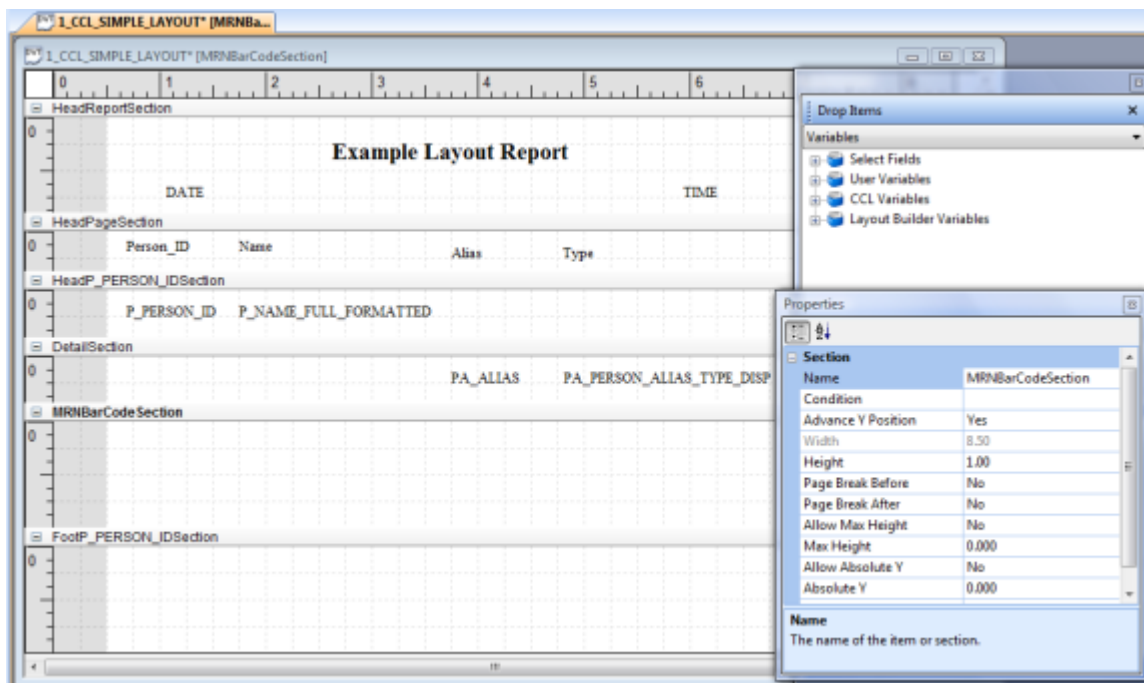 1_CCL_SIMPLE_LAYOUT* [MRNBa...
1_CCL_SIMPLE_LAYOUT* [MRNBarCodeSection]
0 1 2 3 4 5 6
HeadReportSection
0
Example Layout Report
DATE TIME
HeadPageSection
0
Person_ID Name Alias Type
HeadP_PERSON_IDSection
0
P_PERSON_ID P_NAME_FULL_FORMATTED
DetailSection
0
PA_ALIAS PA_PERSON_ALIAS_TYPE_DISP
MRNBarCodeSection
0
FootP_PERSON_IDSection
0
Drop Items
Variables
Select Fields
User Variables
CCL Variables
Layout Builder Variables
Properties
Section
Name MRNBarCodeSection
Condition
Advance Y Position Yes
Width 8.50
Height 1.00
Page Break Before No
Page Break After No
Allow Max Height No
Max Height 0.000
Allow Absolute Y No
Absolute Y 0.000
Name
The name of the item or section.